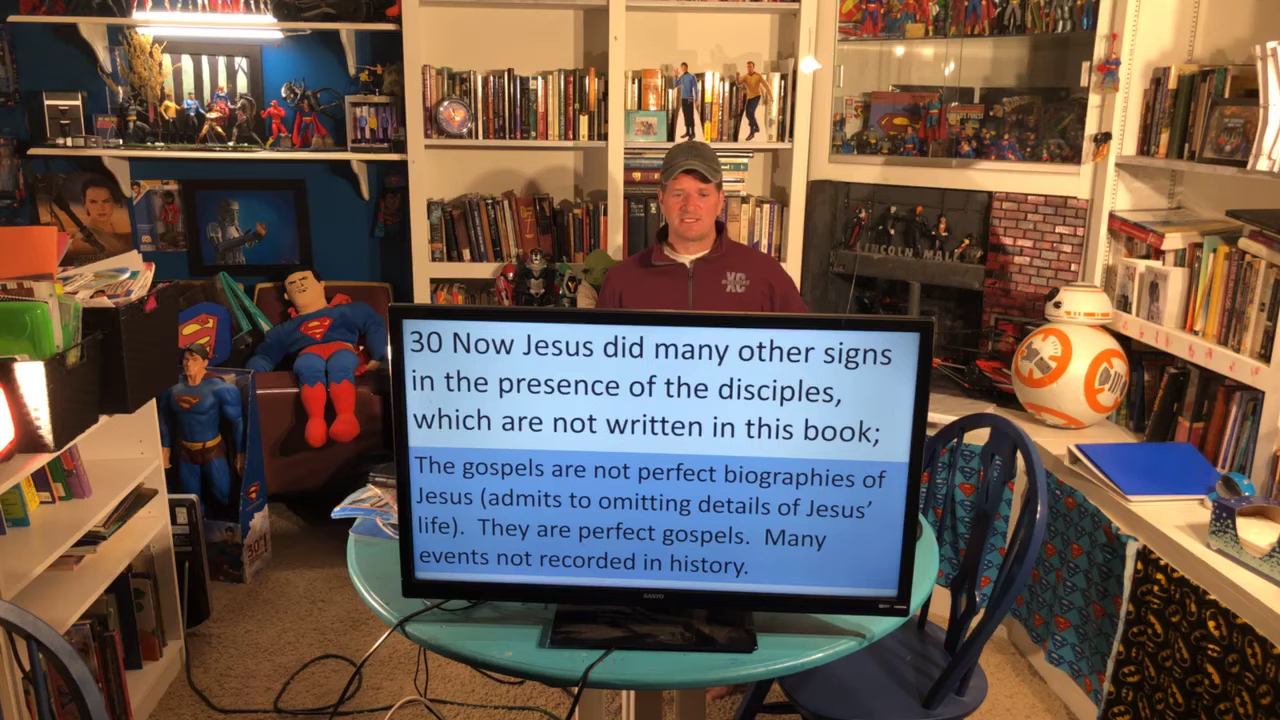 LINCOLN MALL
XC
30 Now Jesus did many other signs
in the presence of the disciples,
which are not written in this book;
The gospels are not perfect biographies of
Jesus (admits to omitting details of Jesus’
life). They are perfect gospels. Many
events not recorded in history.
SANYO